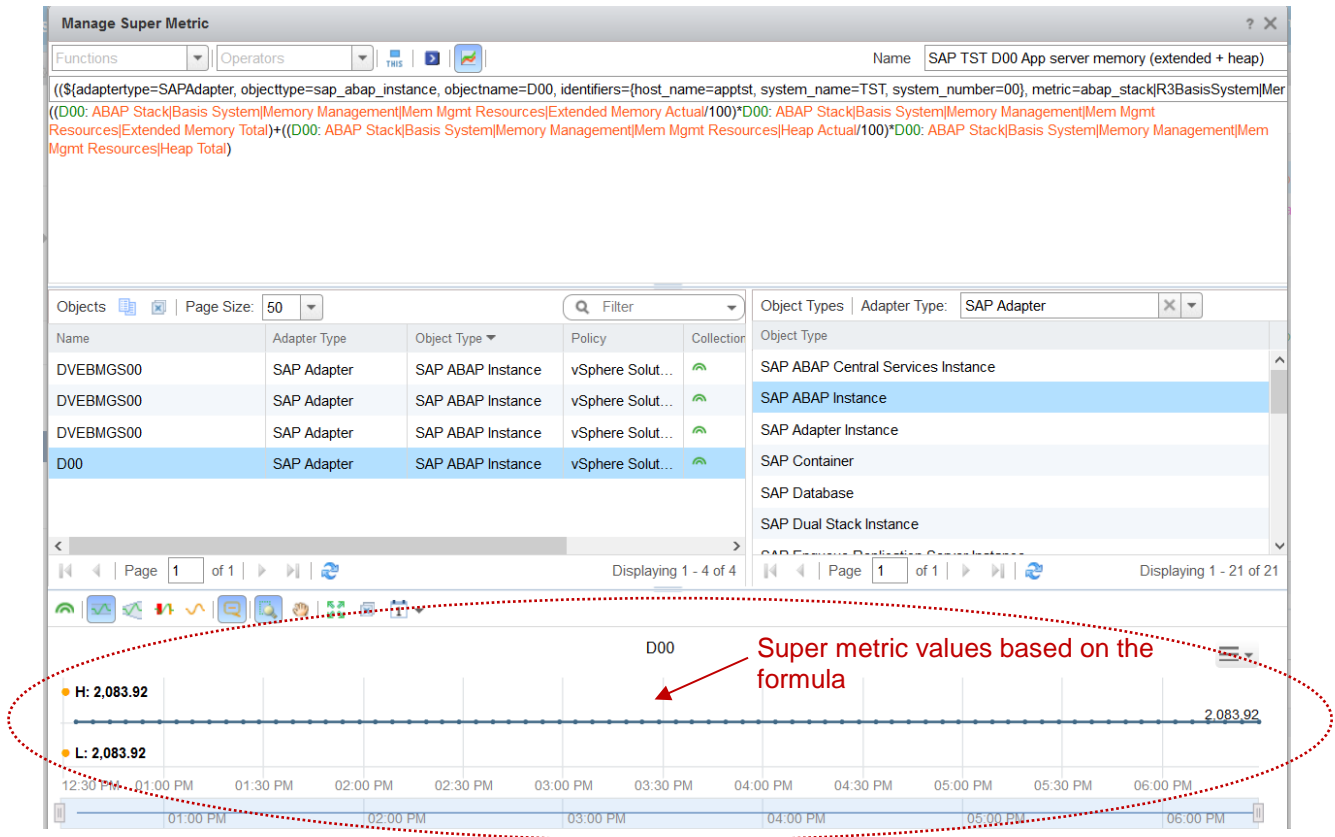 Manage Super Metric
?
Functions
Operators
THIS
Name
SAP TST D00 App server memory (extended + heap)
((${adaptertype=SAPAdapter, objecttype=sap_abap_instance, objectname=D00, identifiers={host_name=apptst, system_name=TST, system_number=00}, metric=abap_stack|R3BasisSystem|Mer
((D00: ABAP Stack|Basis System|Memory Management|Mem Mgmt Resources|Extended Memory Actual/100)*D00: ABAP Stack|Basis System|Memory Management|Mem Mgmt
Resources|Extended Memory Total)+((D00: ABAP Stack|Basis System|Memory Management|Mem Mgmt Resources|Heap Actual/100)*D00: ABAP Stack|Basis System|Memory Management|Mem
Mgmt Resources|Heap Total)
Objects Page Size: 50 Filter
Name Adapter Type Object Type Policy Collection
DVEBMGS00 SAP Adapter SAP ABAP Instance vSphere Solut...
DVEBMGS00 SAP Adapter SAP ABAP Instance vSphere Solut...
DVEBMGS00 SAP Adapter SAP ABAP Instance vSphere Solut...
D00 SAP Adapter SAP ABAP Instance vSphere Solut...
Page 1 of 1 Displaying 1 - 4 of 4
Object Types Adapter Type: SAP Adapter
Object Type
SAP ABAP Central Services Instance
SAP ABAP Instance
SAP Adapter Instance
SAP Container
SAP Database
SAP Dual Stack Instance
SAP Enqueue Replication Server Instance
Page 1 of 1 Displaying 1 - 21 of 21
D00
Super metric values based on the
formula
H: 2,083.92
2,083.92
L: 2,083.92
12:30 PM 01:00 PM 01:30 PM 02:00 PM 02:30 PM 03:00 PM 03:30 PM 04:00 PM 04:30 PM 05:00 PM 05:30 PM 06:00 PM
01:00 PM 02:00 PM 03:00 PM 04:00 PM 05:00 PM 06:00 PM